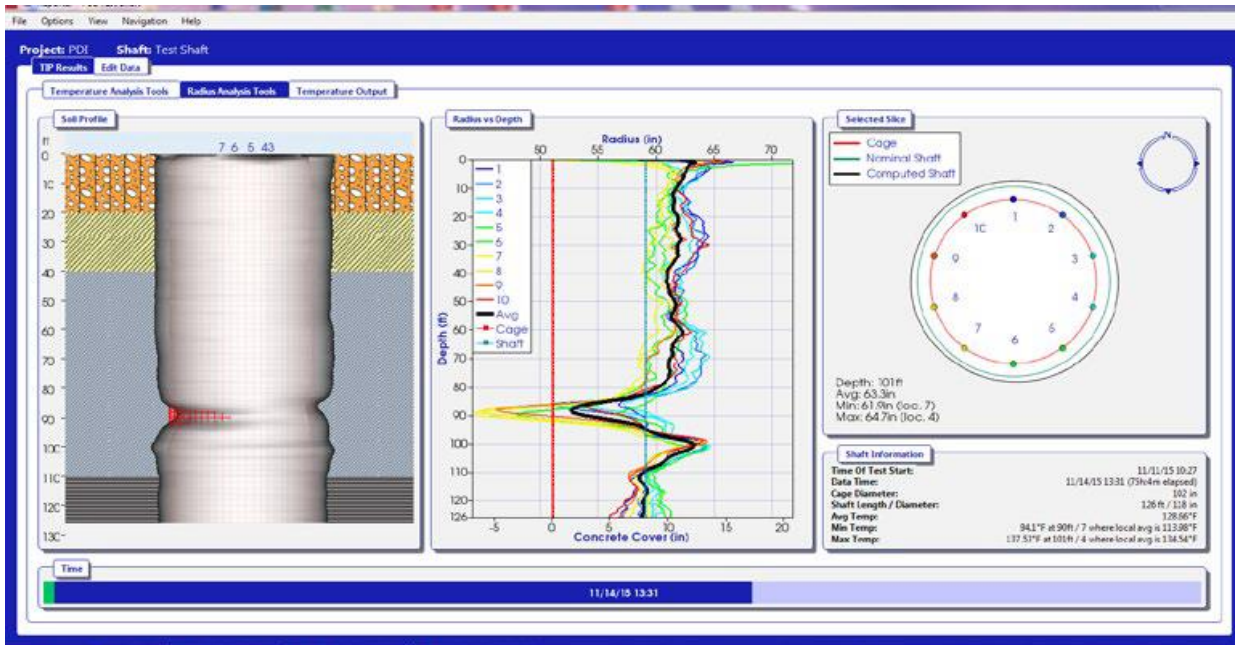 File Options View Navigation Help
Project: PDI Shaft: Test Shaft
TIP Results Edit Data
Temperature Analysis Tools Radius Analysis Tools Temperature Output
Soil Profile
ft
7 6 5 43
0
10
20
30
40
50
60
70
80
90
100
110
120
130
Radius vs Depth
Radius (in)
50 55 60 65 70
Depth (ft)
0
10
20
30
40
50
60
70
80
90
100
110
120
126
1
2
3
4
5
6
7
8
9
10
Avg
Cage
Shaft
-5 0 5 10 15 20
Concrete Cover (in)
Selected Slice
Cage
Nominal Shaft
Computed Shaft
N
1
2
3
4
5
6
7
8
9
10
Depth: 101ft
Avg: 63.3in
Min: 61.9in (loc. 7)
Max: 64.7in (loc. 4)
Shaft Information
Time Of Test Start: 11/11/15 10:27
Data Time: 11/14/15 13:31 (75h:4m elapsed)
Cage Diameter: 102 in
Shaft Length / Diameter: 126 ft / 118 in
Avg Temp: 128.66°F
Min Temp: 94.1°F at 90ft / 7 where local avg is 113.98°F
Max Temp: 137.53°F at 101ft / 4 where local avg is 134.54°F
Time
11/14/15 13:31